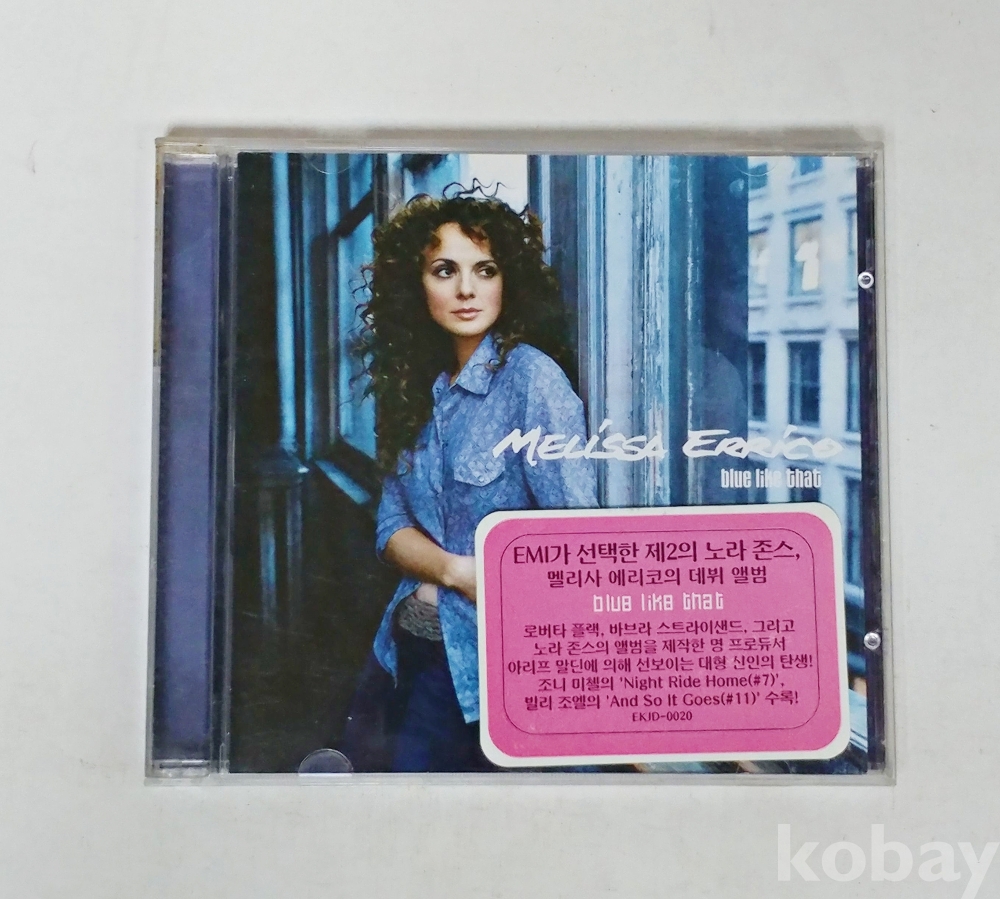 MELISSA ERRICO
blue like that
EMI가 선택한 제2의 노라 존스,
멜리사 에리코의 데뷔 앨범
blue like that
로버타 플랙, 바브라 스트라이샌드, 그리고
노라 존스의 앨범을 제작한 명 프로듀서
아리프 말딘에 의해 선보이는 대형 신인의 탄생!
조니 미첼의 'Night Ride Home(#7)',
빌리 조엘의 'And So It Goes(#11)' 수록!
EKJD-0020
kobay